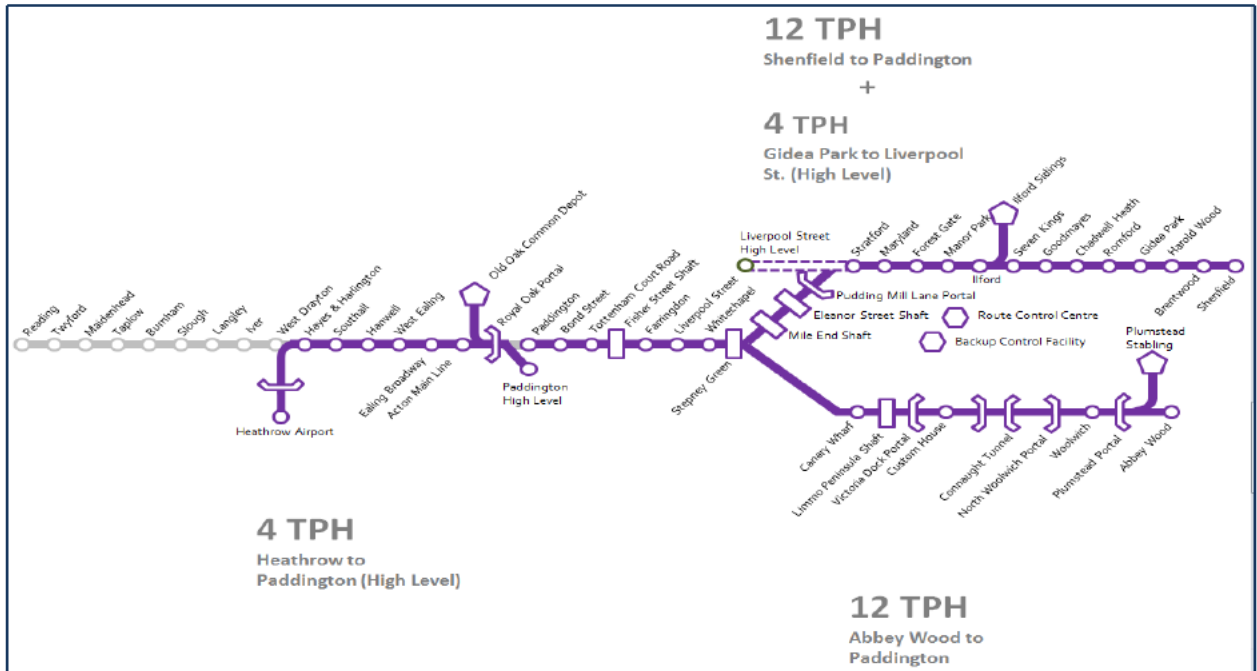 12 TPH
Shenfield to Paddington
+
4 TPH
Gidea Park to Liverpool
St. (High Level)
Reading
Twyford
Maidenhead
Taplow
Burnham
Slough
Langley
Iver
West Drayton
Hayes & Harlington
Southall
Hanwell
West Ealing
Ealing Broadway
Acton Main Line
Old Oak Common Depot
Royal Oak Portal
Paddington
Bond Street
Tottenham Court Road
Fisher Street Shaft
Farringdon
Liverpool Street
Whitechapel
Stepney Green
Liverpool Street
High Level
Stratford
Maryland
Forest Gate
Manor Park
Ilford
Ilford Sidings
Seven Kings
Goodmayes
Chadwell Heath
Romford
Gidea Park
Harold Wood
Brentwood
Shenfield
Pudding Mill Lane Portal
Eleanor Street Shaft
Mile End Shaft
Route Control Centre
Backup Control Facility
Plumstead
Stabling
Paddington
High Level
Heathrow Airport
Canary Wharf
Limmo Peninsula Shaft
Victoria Dock Portal
Custom House
Connaught Tunnel
North Woolwich Portal
Woolwich
Plumstead Portal
Abbey Wood
4 TPH
Heathrow to
Paddington (High Level)
12 TPH
Abbey Wood to
Paddington